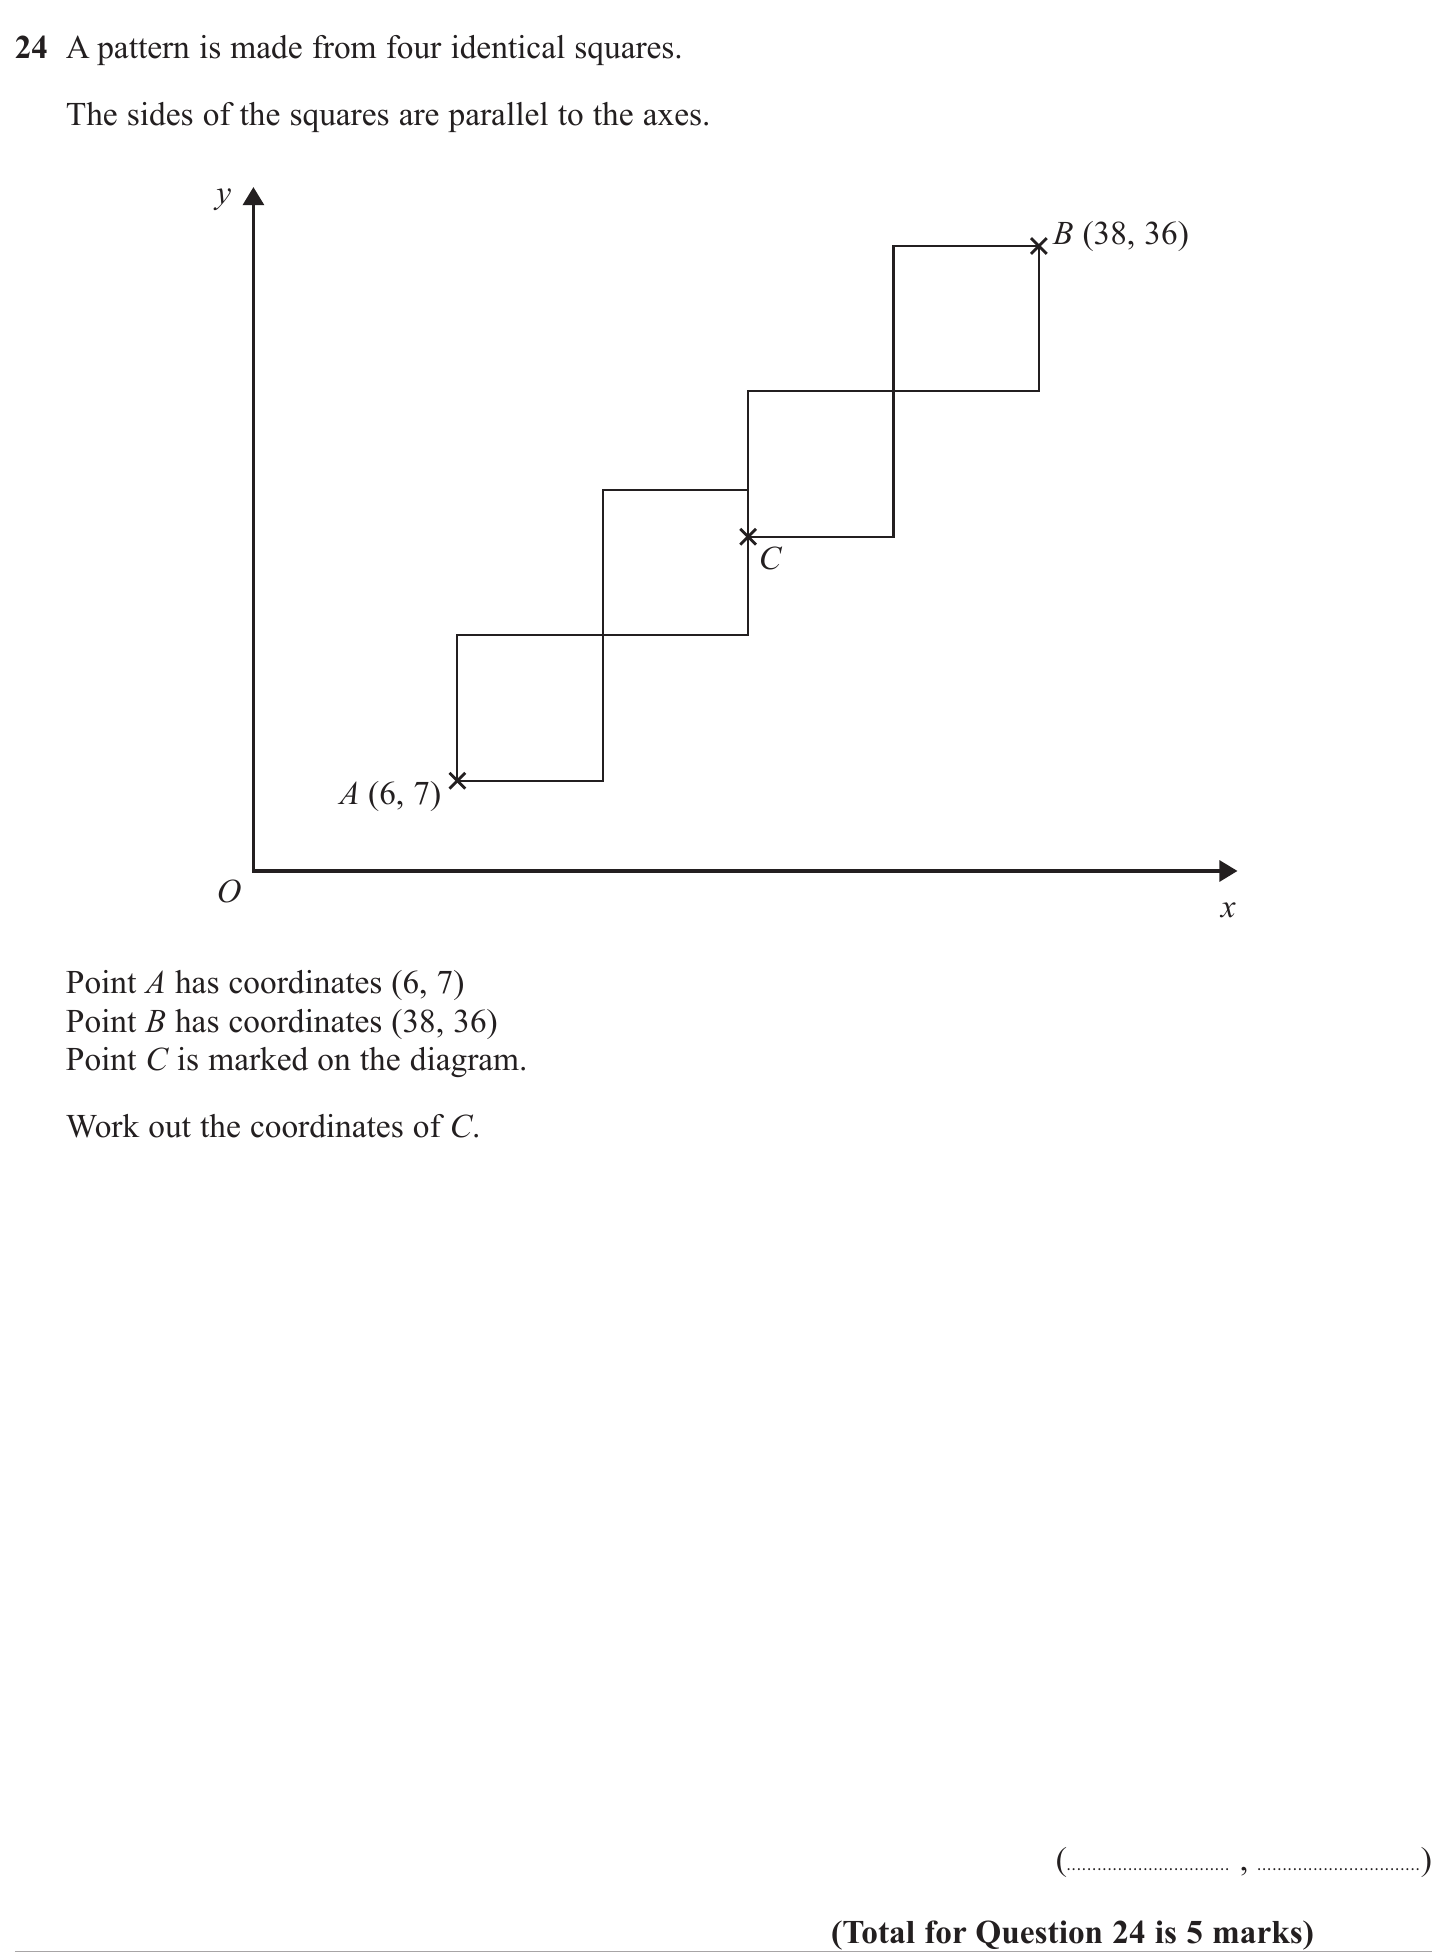 24 A pattern is made from four identical squares.
The sides of the squares are parallel to the axes.
y
B (38, 36)
C
A (6, 7)
O
x
Point A has coordinates (6, 7)
Point B has coordinates (38, 36)
Point C is marked on the diagram.
Work out the coordinates of C.
(.............................. , ..............................)
(Total for Question 24 is 5 marks)